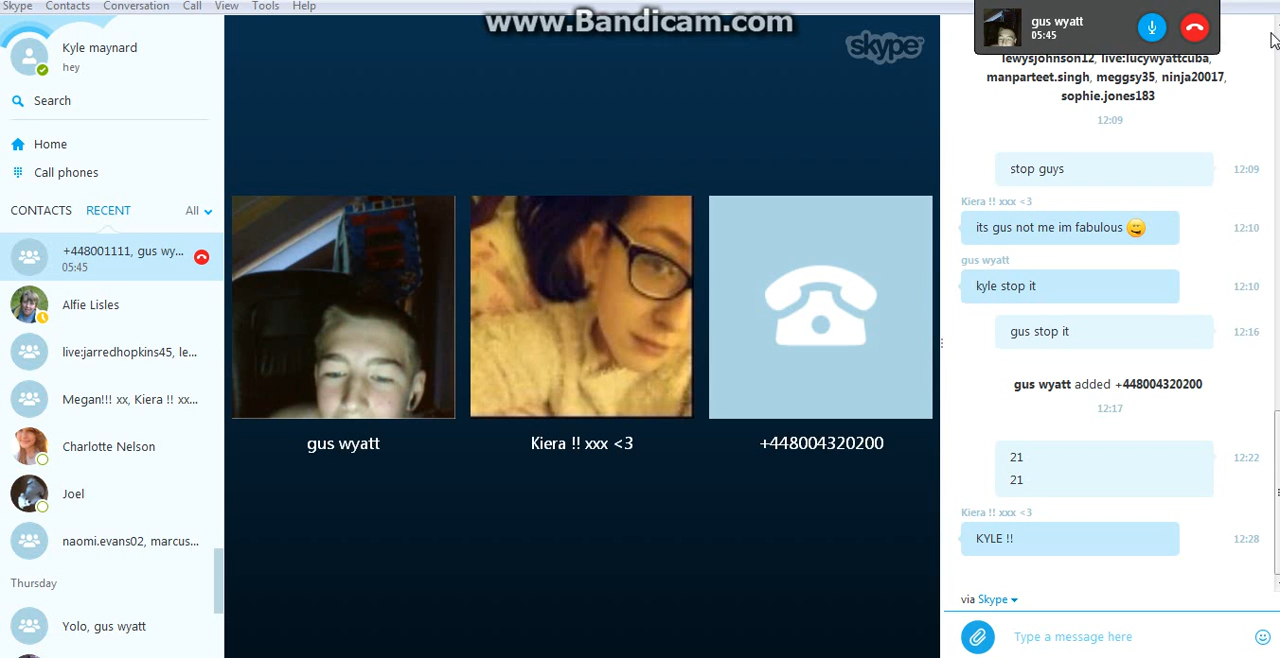 Skype Contacts Conversation Call View Tools Help
www.Bandicam.com
Kyle maynard
hey
Search
Home
Call phones
CONTACTS RECENT All
+448001111, gus wy...
05:45
Alfie Lisles
live:jarredhopkins45, le...
Megan!!! xx, Kiera !! xx...
Charlotte Nelson
Joel
naomi.evans02, marcus...
Thursday
Yolo, gus wyatt
skype
gus wyatt
Kiera !! xxx <3
+448004320200
gus wyatt
05:45
lewysjohnson12, live:lucywyattcuba,
manparteet.singh, meggsy35, ninja20017,
sophie.jones183
12:09
stop guys 12:09
Kiera !! xxx <3
its gus not me im fabulous 12:10
gus wyatt
kyle stop it 12:10
gus stop it 12:16
gus wyatt added +448004320200
12:17
21 12:22
21
Kiera !! xxx <3
KYLE !! 12:28
via Skype
Type a message here